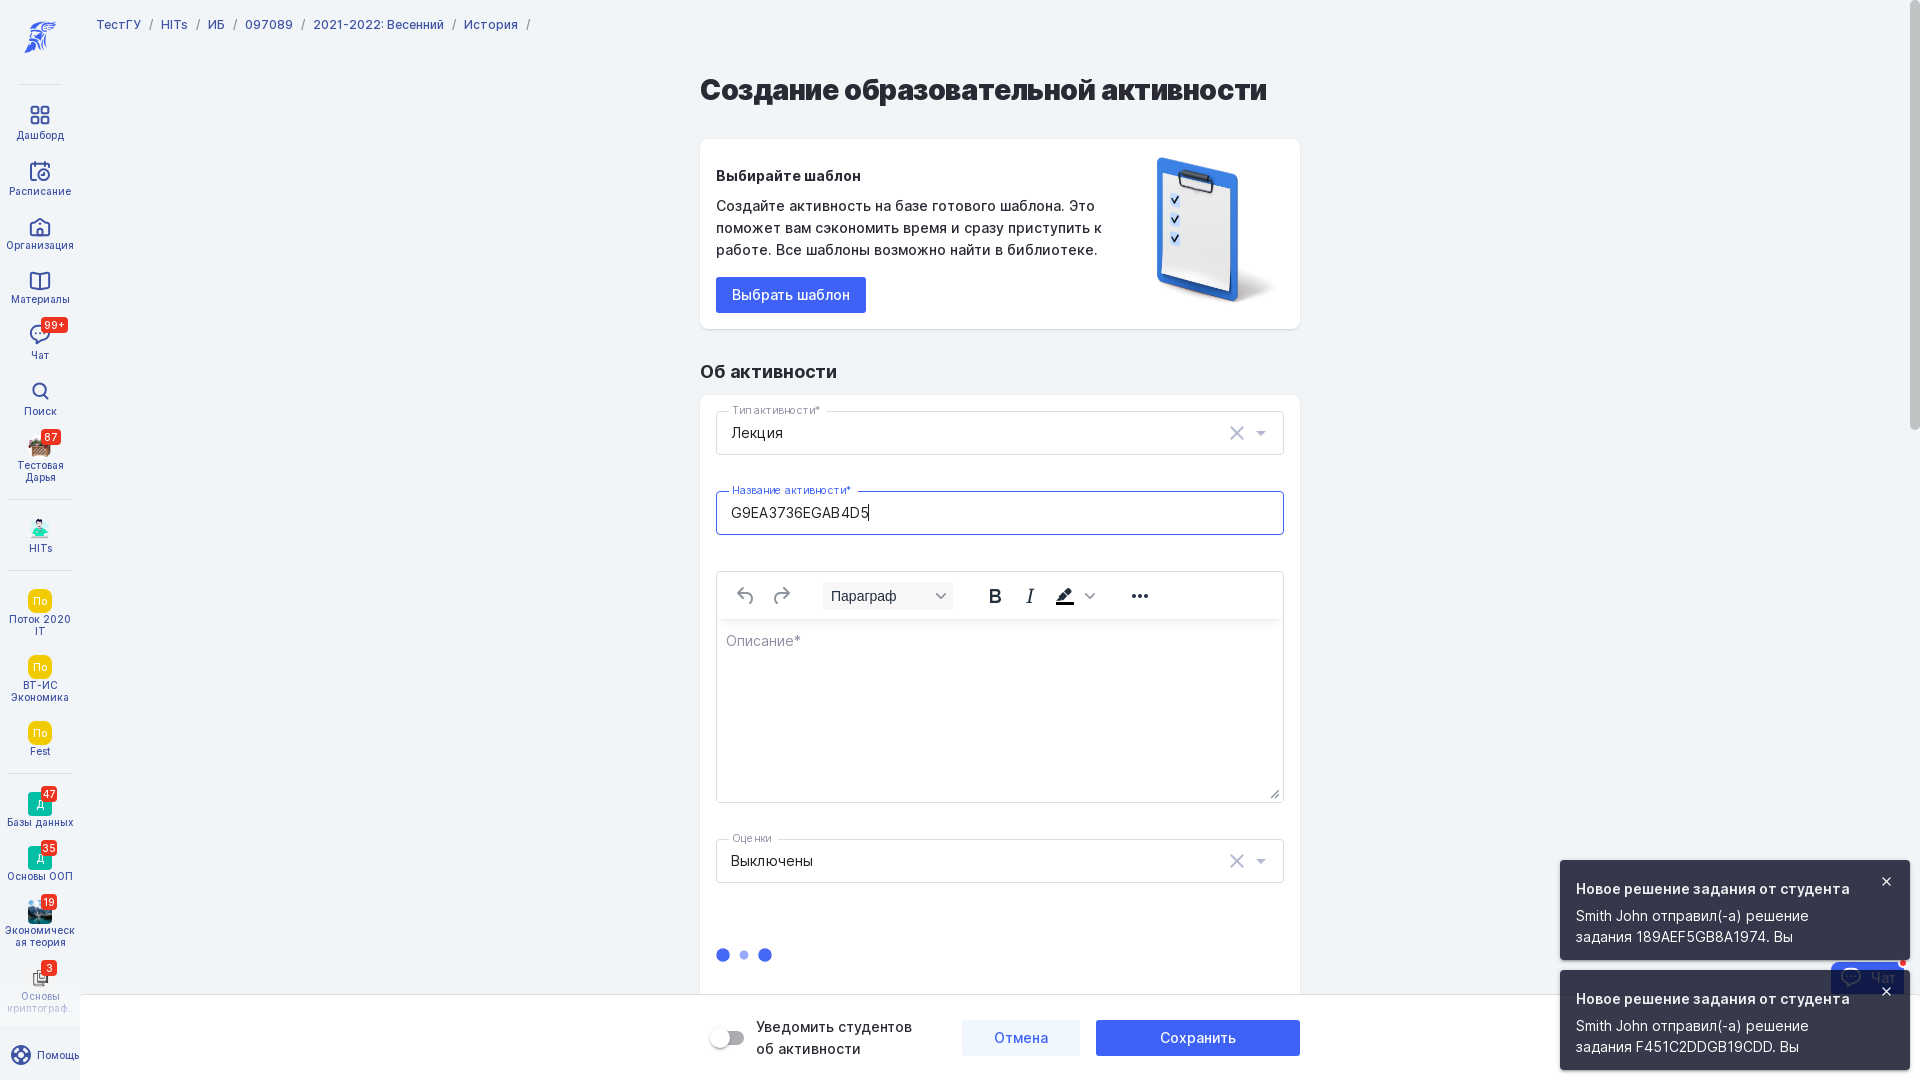 ТестГУ / HITs / ИБ / 097089 / 2021-2022: Весенний / История /
Дашборд
Расписание
Организация
Материалы
99+
Чат
Поиск
87
Тестовая
Дарья
HITs
По
Поток 2020
IT
По
ВТ-ИС
Экономика
По
Fest
47
Д
Базы данных
35
Д
Основы ООП
19
Экономичес­к
ая теория
3
Основы
криптограф...
Помощь
Создание образовательной активности
Выбирайте шаблон
Создайте активность на базе готового шаблона. Это
поможет вам сэкономить время и сразу приступить к
работе. Все шаблоны возможно найти в библиотеке.
Выбрать шаблон
Об активности
Тип активности*
Лекция
Название активности*
G9EA3736EGAB4D5
Параграф
B I
Описание*
Оценки
Выключены
Уведомить студентов
об активности
Отмена
Сохранить
Новое решение задания от студента
Smith John отправил(-а) решение
задания 189AEF5GB8A1974. Вы
Чат
Новое решение задания от студента
Smith John отправил(-а) решение
задания F451C2DDGB19CDD. Вы